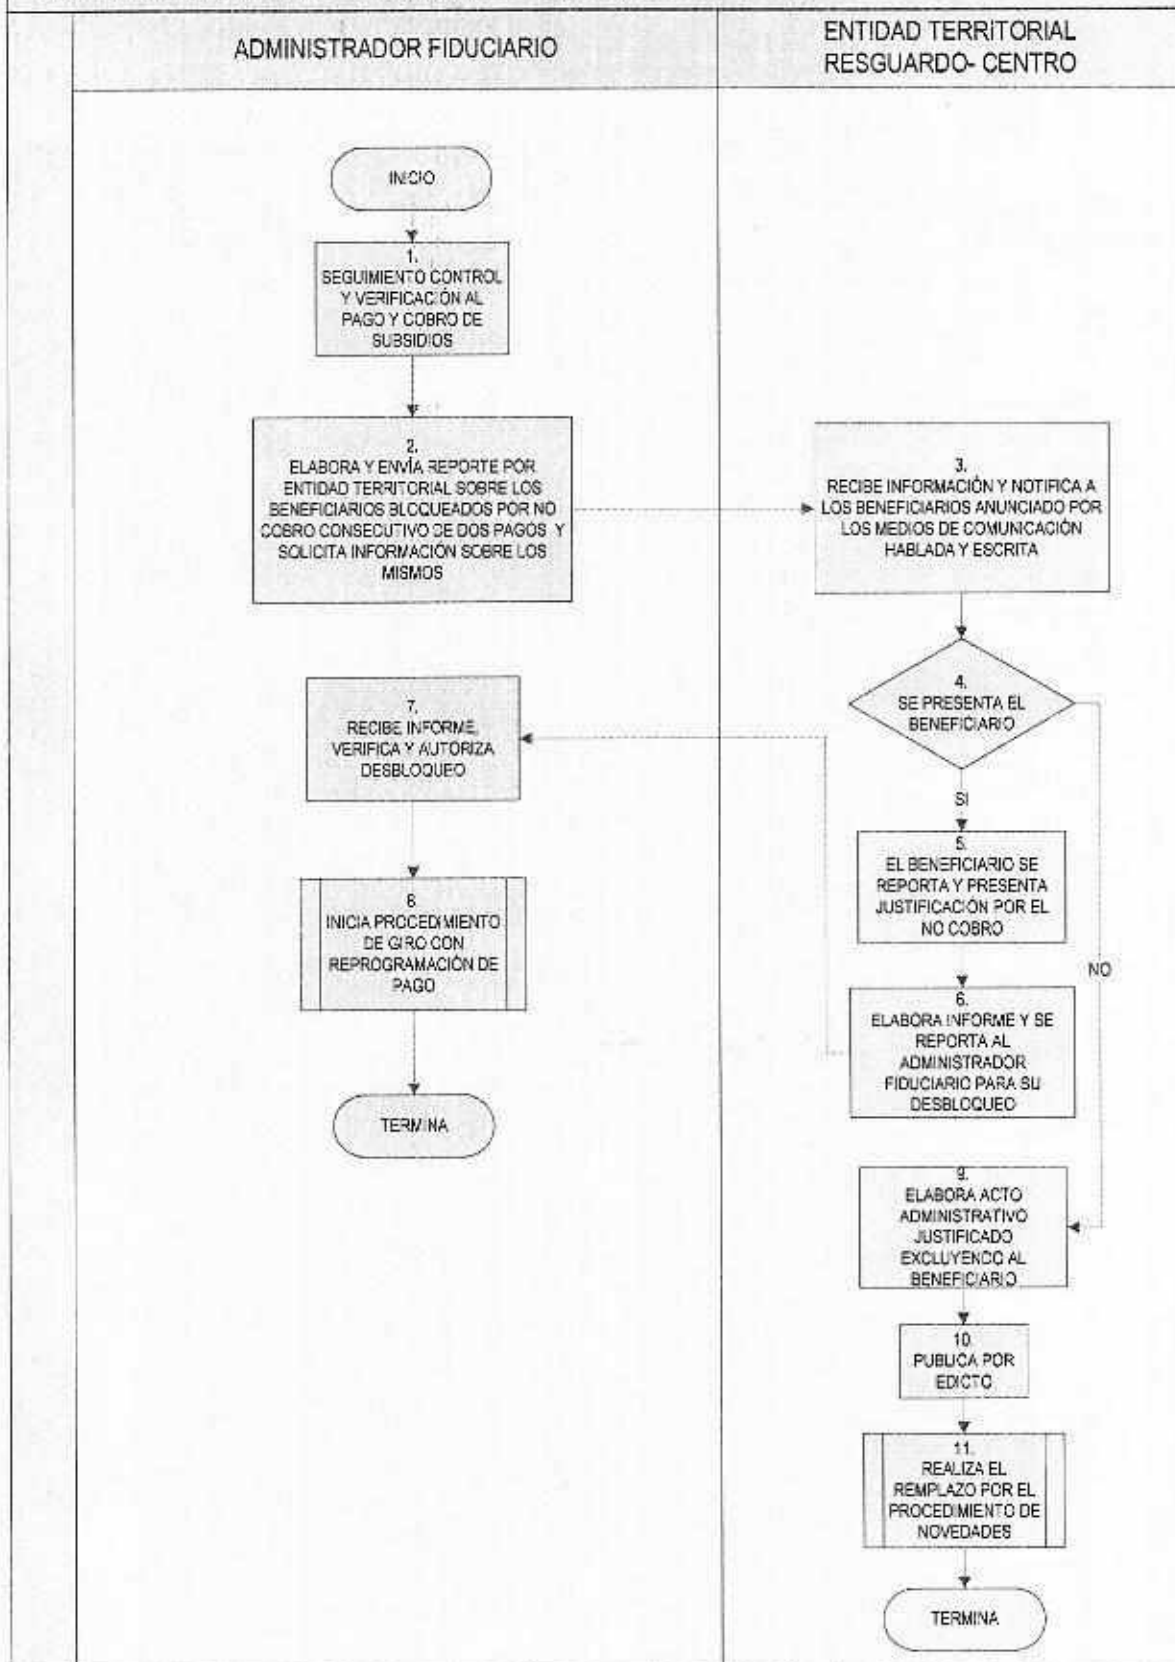 ADMINISTRADOR FIDUCIARIO
ENTIDAD TERRITORIAL
RESGUARDO- CENTRO
INICIO
1.
SEGUIMIENTO CONTROL
Y VERIFICACIÓN AL
PAGO Y COBRO DE
SUBSIDIOS
2.
ELABORA Y ENVÍA REPORTE POR
ENTIDAD TERRITORIAL SOBRE LOS
BENEFICIARIOS BLOQUEADOS POR NO
COBRO CONSECUTIVO DE DOS PAGOS Y
SOLICITA INFORMACIÓN SOBRE LOS
MISMOS
3.
RECIBE INFORMACIÓN Y NOTIFICA A
LOS BENEFICIARIOS ANUNCIADO POR
LOS MEDIOS DE COMUNICACIÓN
HABLADA Y ESCRITA
4.
SE PRESENTA EL
BENEFICIARIO
SI
NO
5.
EL BENEFICIARIO SE
REPORTA Y PRESENTA
JUSTIFICACIÓN POR EL
NO COBRO
6.
ELABORA INFORME Y SE
REPORTA AL
ADMINISTRADOR
FIDUCIARIO PARA SU
DESBLOQUEO
7.
RECIBE INFORME,
VERIFICA Y AUTORIZA
DESBLOQUEO
8.
INICIA PROCEDIMIENTO
DE GIRO CON
REPROGRAMACIÓN DE
PAGO
TERMINA
9.
ELABORA ACTO
ADMINISTRATIVO
JUSTIFICADO
EXCLUYENDO AL
BENEFICIARIO
10.
PUBLICA POR
EDICTO
11.
REALIZA EL
REMPLAZO POR EL
PROCEDIMIENTO DE
NOVEDADES
TERMINA